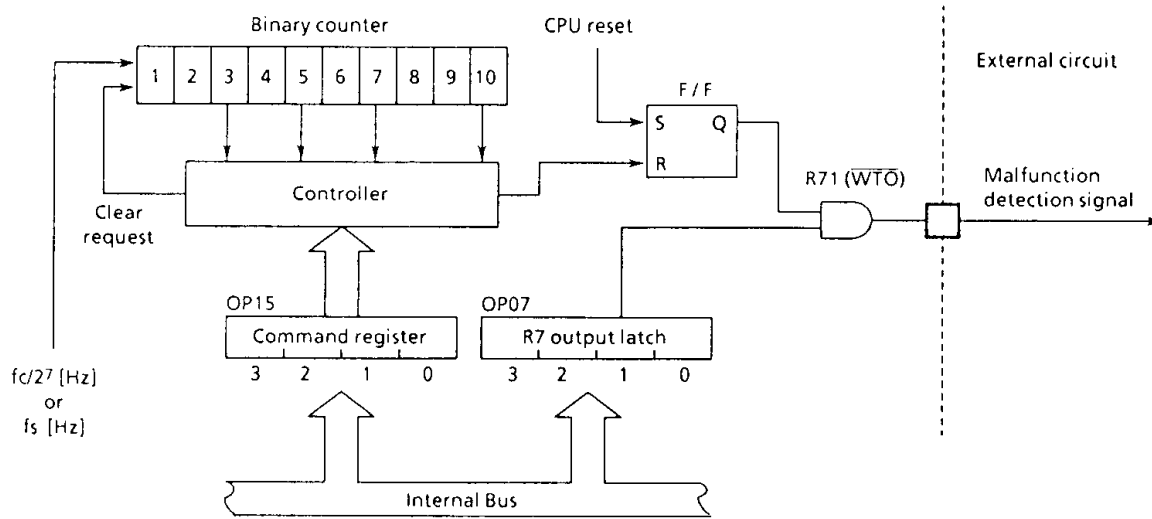 Binary counter
CPU reset
External circuit
1 2 3 4 5 6 7 8 9 10
F / F
S Q
R
Controller
R71 (W̅T̅O̅)
Malfunction
detection signal
Clear
request
OP15
Command register
3 2 1 0
OP07
R7 output latch
3 2 1 0
fc/2⁷ [Hz]
or
fs [Hz]
Internal Bus